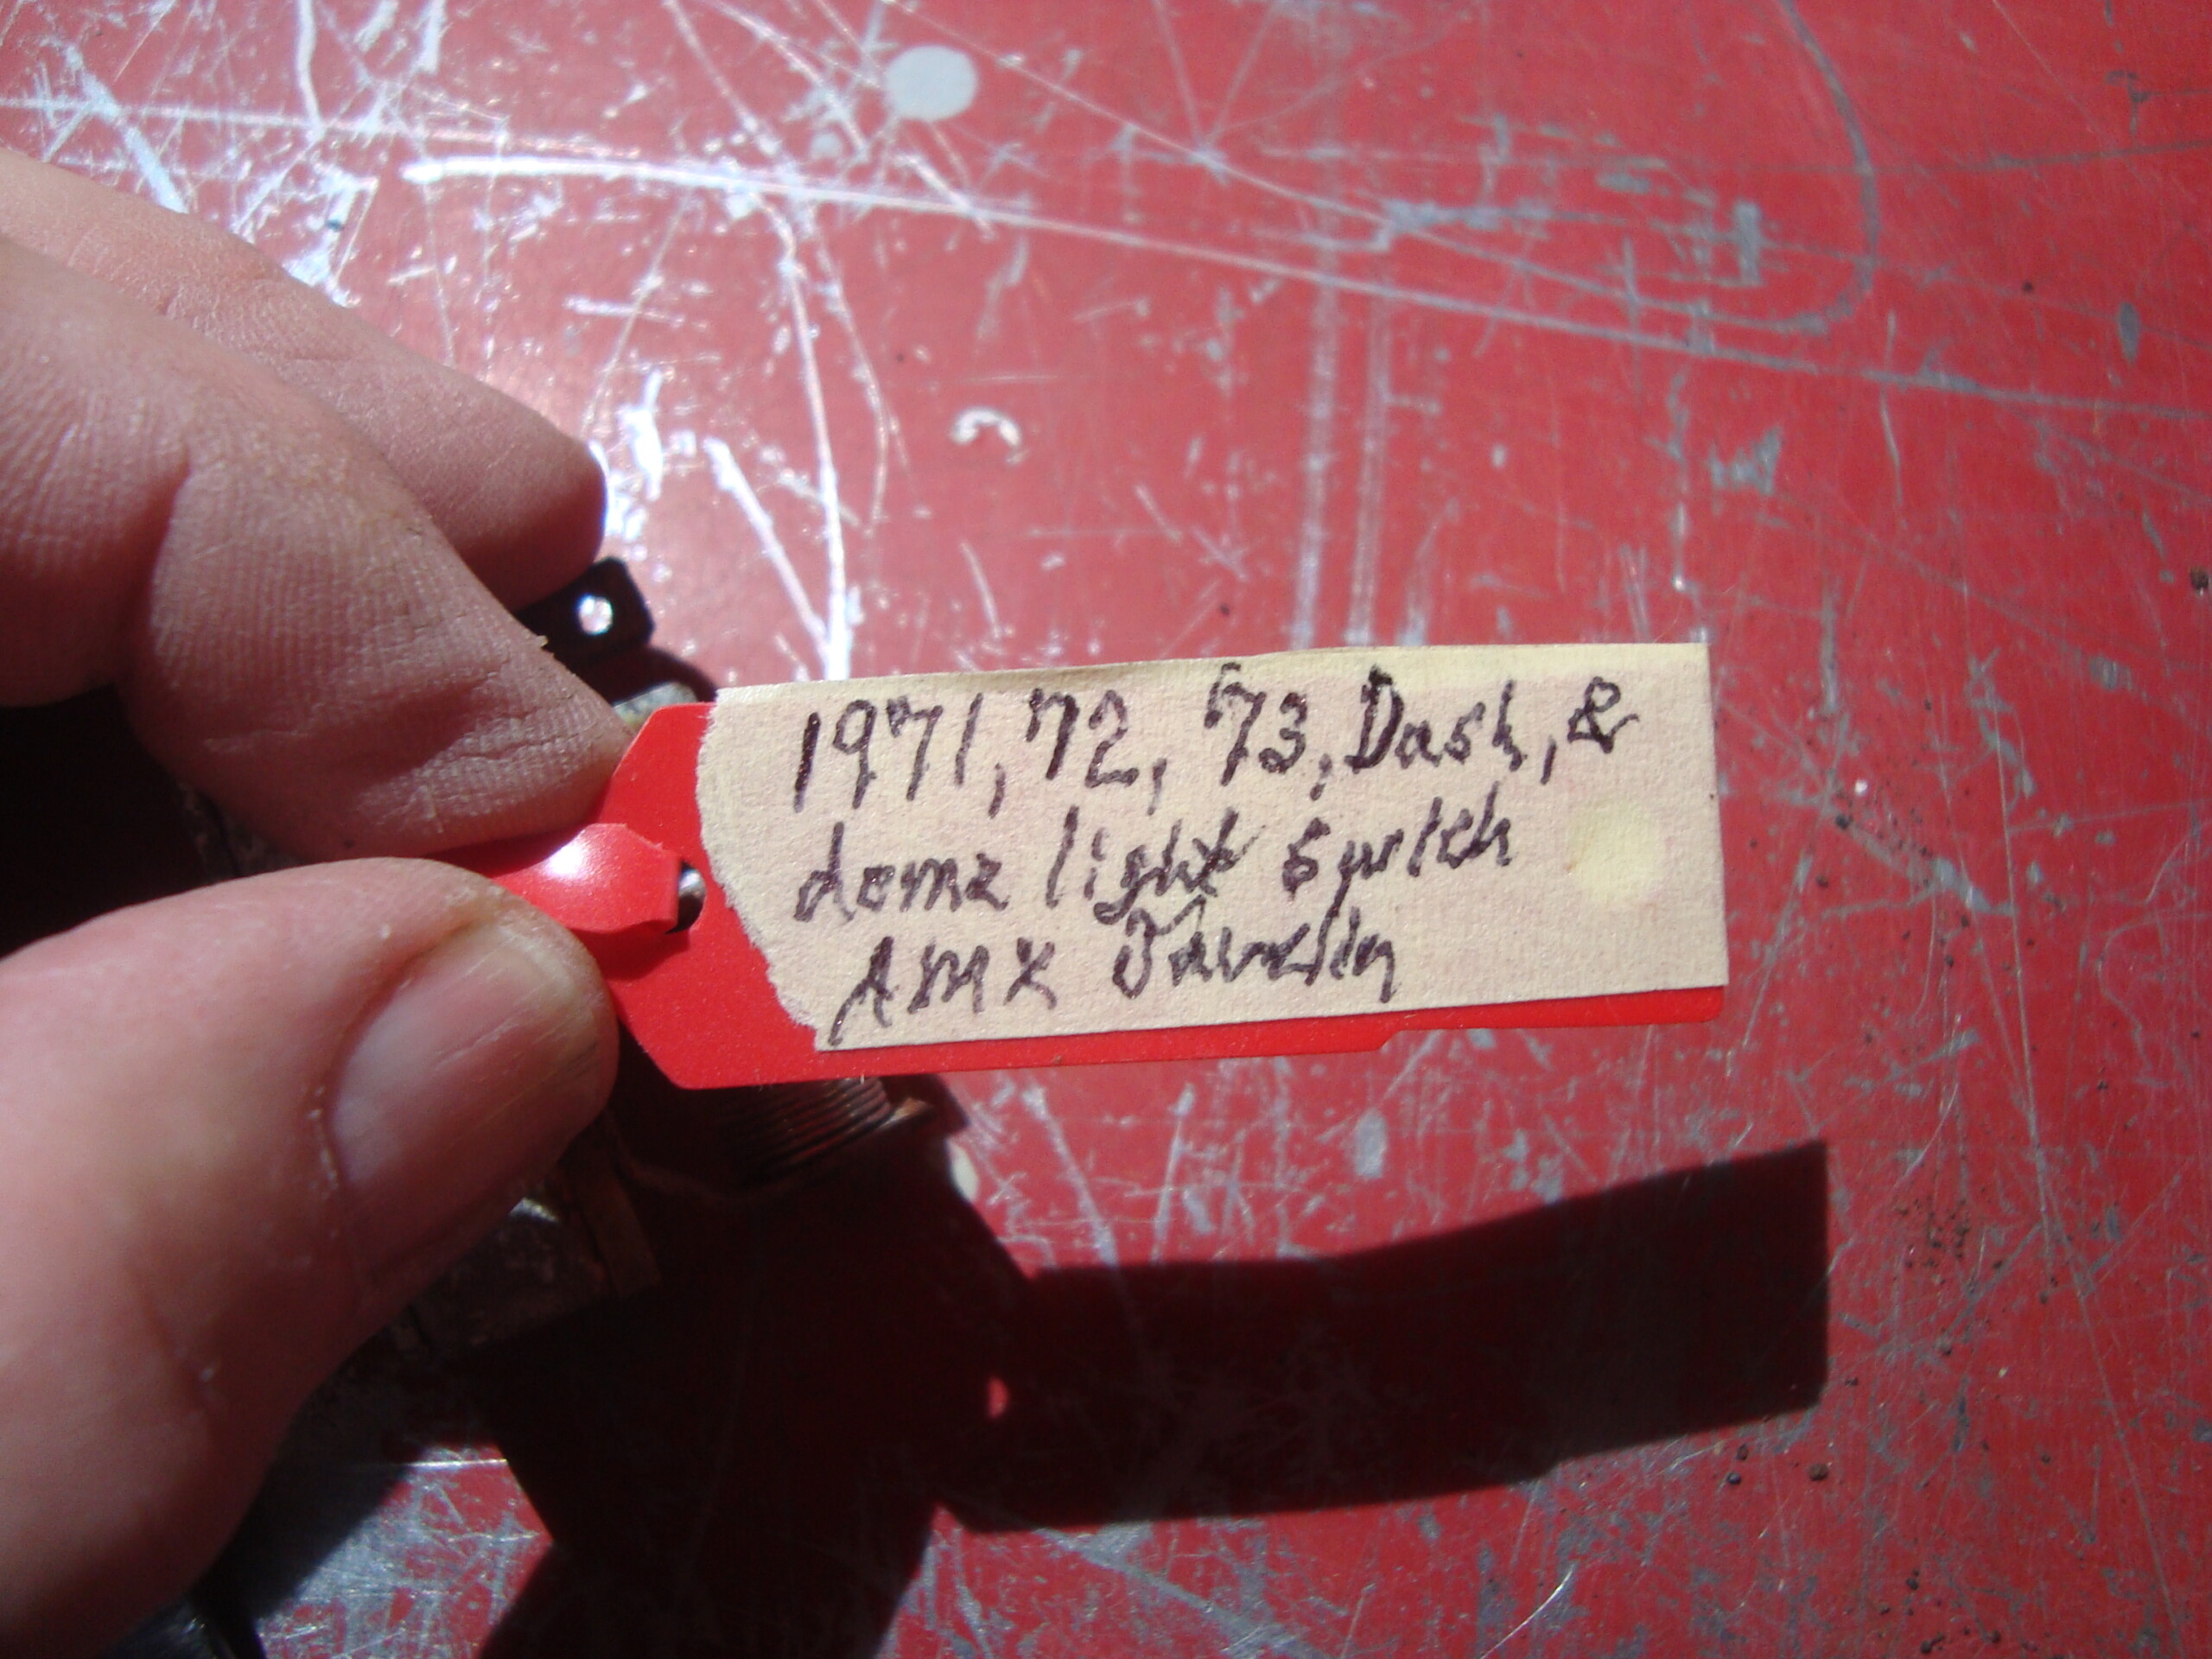 1971, 72, 73, Dash, &
dome light switch
AMX Javelin